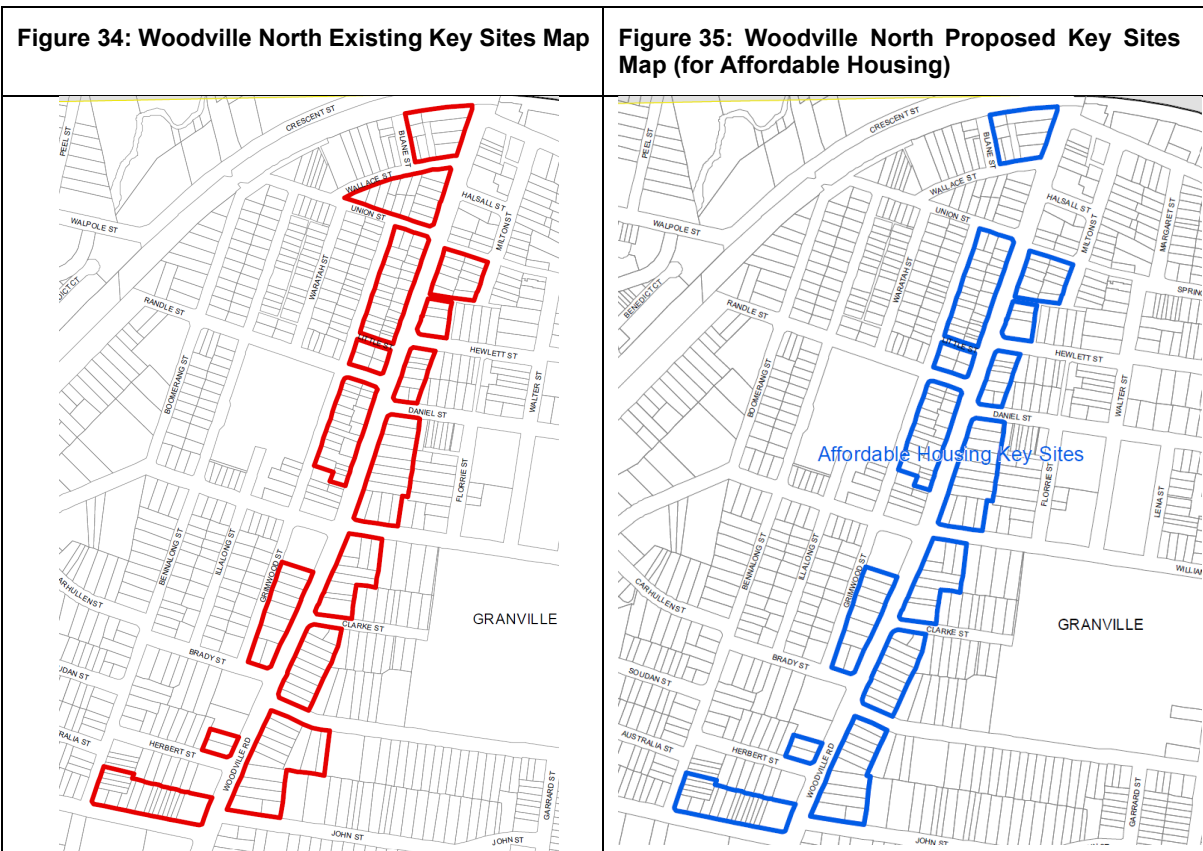 Figure 34: Woodville North Existing Key Sites Map
Figure 35: Woodville North Proposed Key Sites
Map (for Affordable Housing)
CRESCENT ST
PEEL ST
BLANE ST
WALLACE ST
UNION ST
HALSALL ST
MILTON ST
WALPOLE ST
WARATAH ST
RANDLE ST
BOOMERANG ST
HEWLETT ST
WALTER ST
DANIEL ST
FLORRIE ST
BENNALONG ST
ILLALONG ST
GRIMWOOD ST
CLARKE ST
GRANVILLE
BRADY ST
HERBERT ST
WOODVILLE RD
GARRARD ST
JOHN ST
JOHN ST
CRESCENT ST
PEEL ST
BLANE ST
WALLACE ST
UNION ST
HALSALL ST
MILTON ST
MARGARET ST
WALPOLE ST
WARATAH ST
BENEDICT CT
SPRING
RANDLE ST
BOOMERANG ST
HEWLETT ST
WALTER ST
DANIEL ST
Affordable Housing Key Sites
FLORRIE ST
LENA ST
BENNALONG ST
ILLALONG ST
GRIMWOOD ST
WILLIA
CARHULLEN ST
CLARKE ST
GRANVILLE
BRADY ST
SOUDAN ST
AUSTRALIA ST
HERBERT ST
WOODVILLE RD
GARRARD ST
JOHN ST